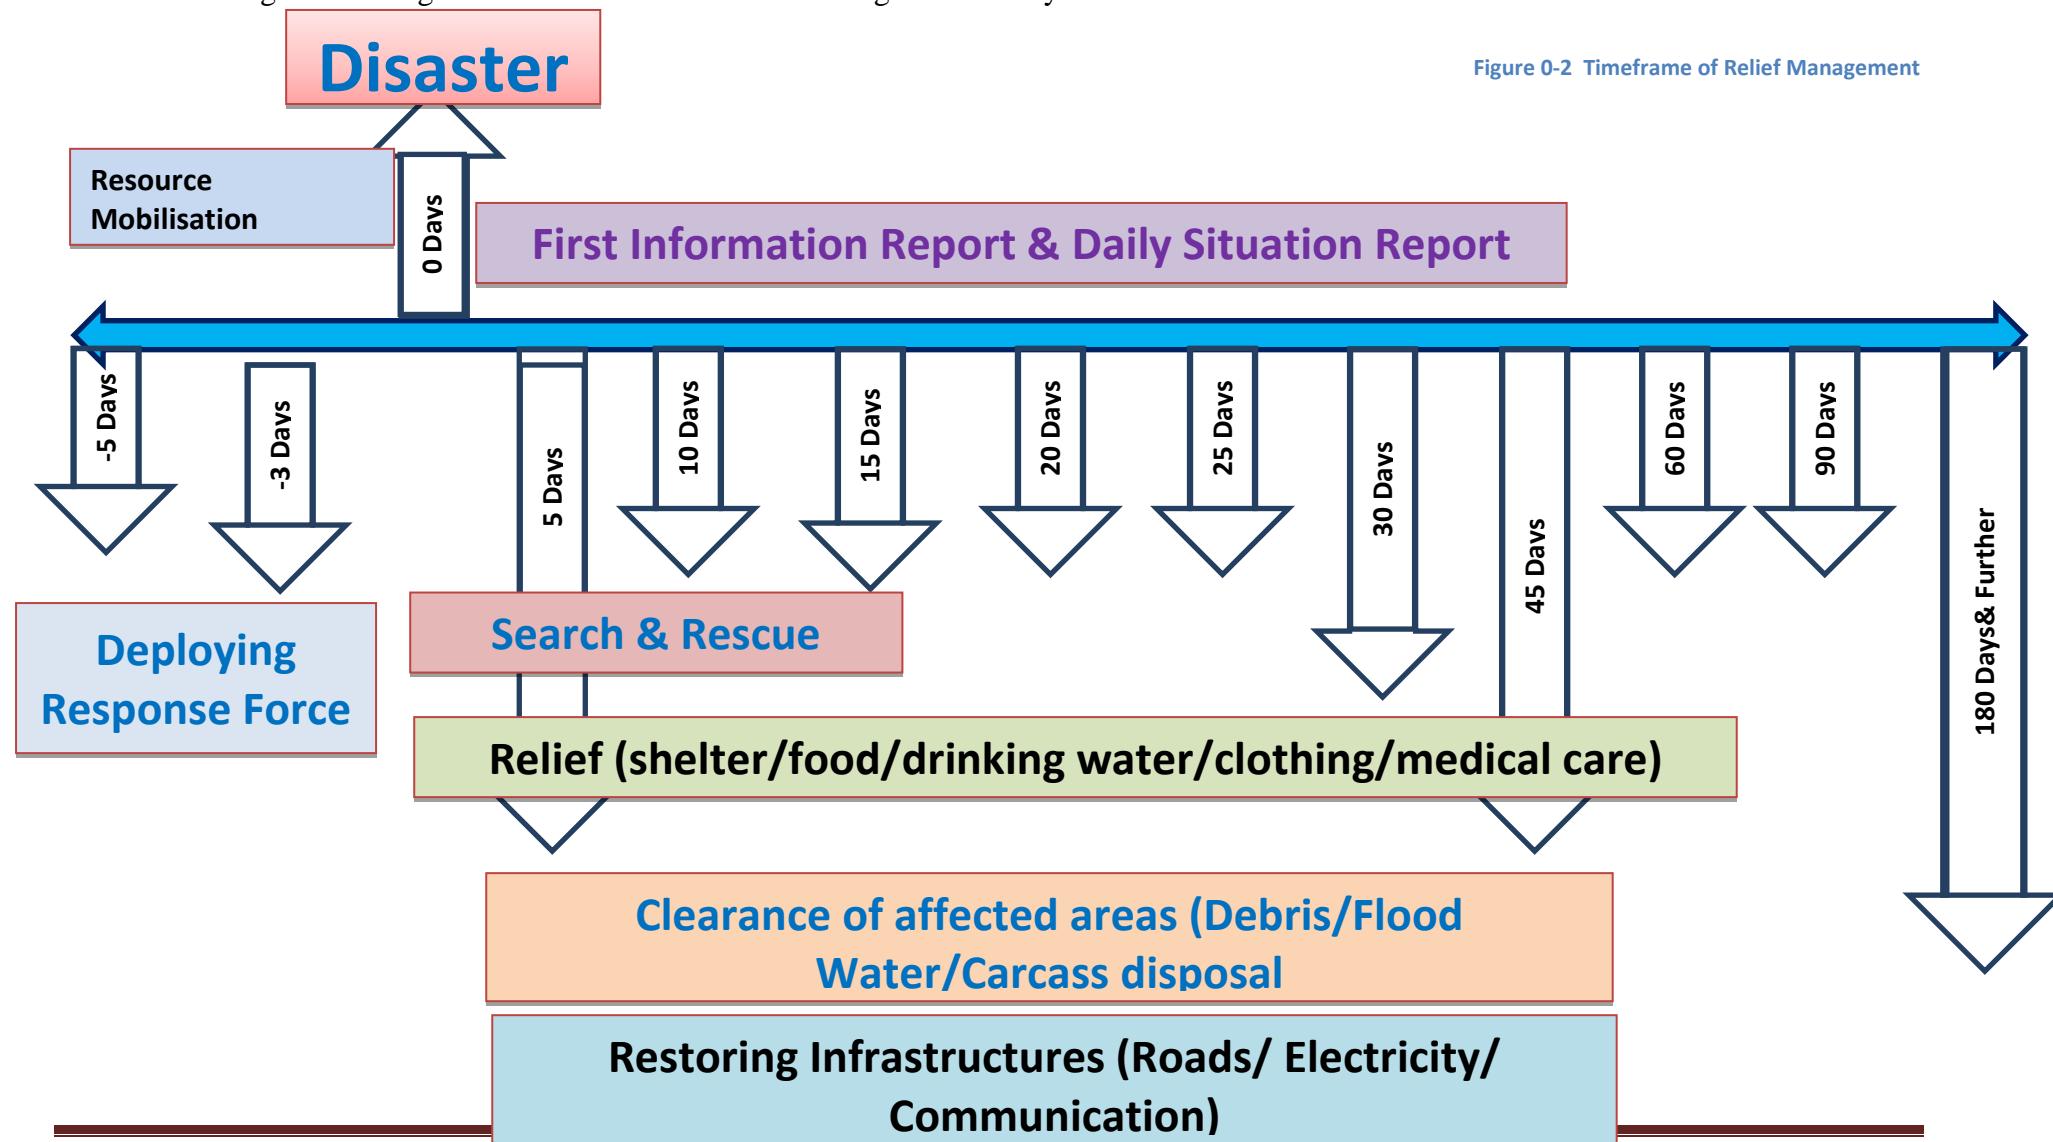 Disaster
Figure 0-2 Timeframe of Relief Management
Resource
Mobilisation
0 Days
First Information Report & Daily Situation Report
-5 Days
-3 Days
5 Days
10 Days
15 Days
20 Days
25 Days
30 Days
45 Days
60 Days
90 Days
180 Days& Further
Deploying
Response Force
Search & Rescue
Relief (shelter/food/drinking water/clothing/medical care)
Clearance of affected areas (Debris/Flood
Water/Carcass disposal
Restoring Infrastructures (Roads/ Electricity/
Communication)